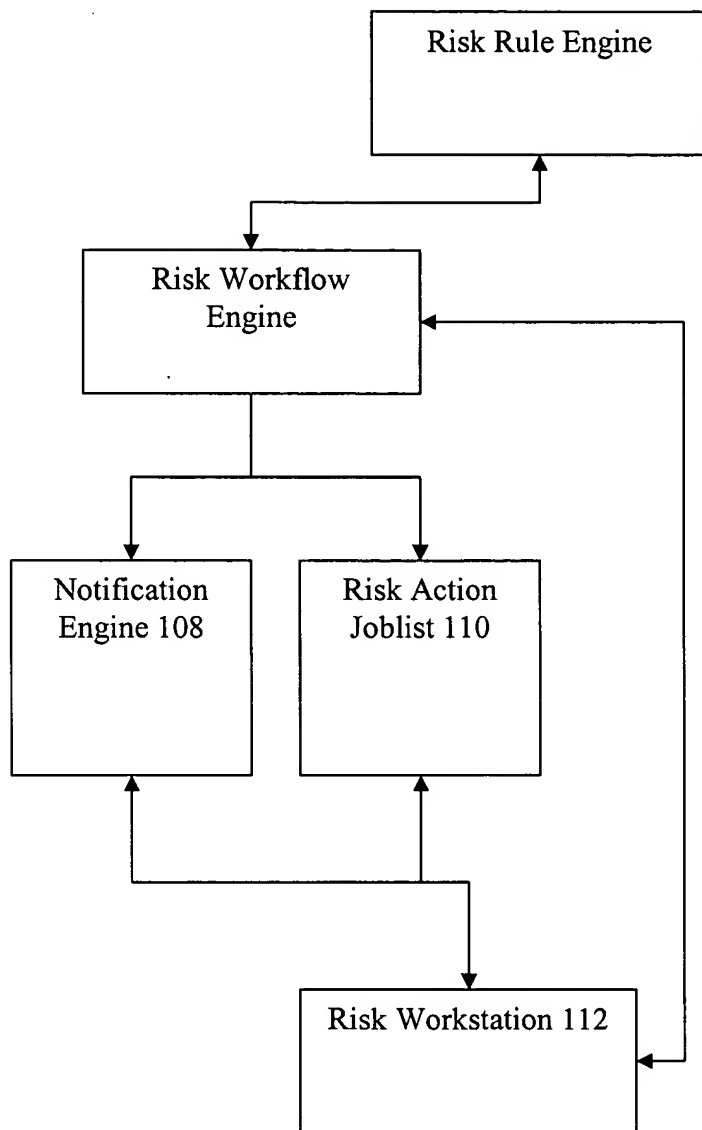 Risk Rule Engine
Risk Workflow
Engine
Notification
Engine 108
Risk Action
Joblist 110
Risk Workstation 112